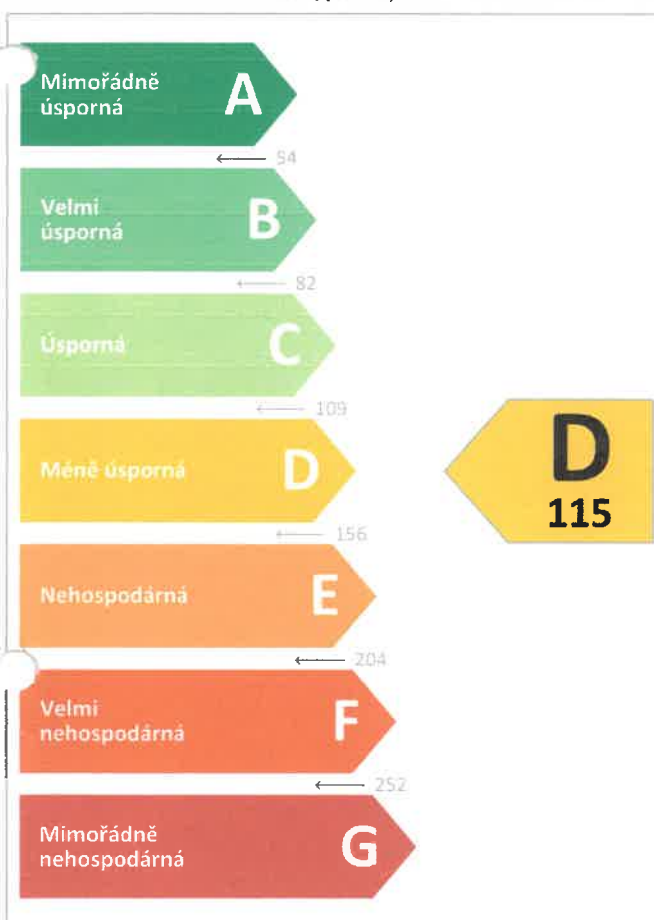 Mimořádně
úsporná
A
54
Velmi
úsporná
B
82
Úsporná
C
109
Méně úsporná
D
D
115
156
Nehospodárná
E
204
Velmi
nehospodárná
F
252
Mimořádně
nehospodárná
G